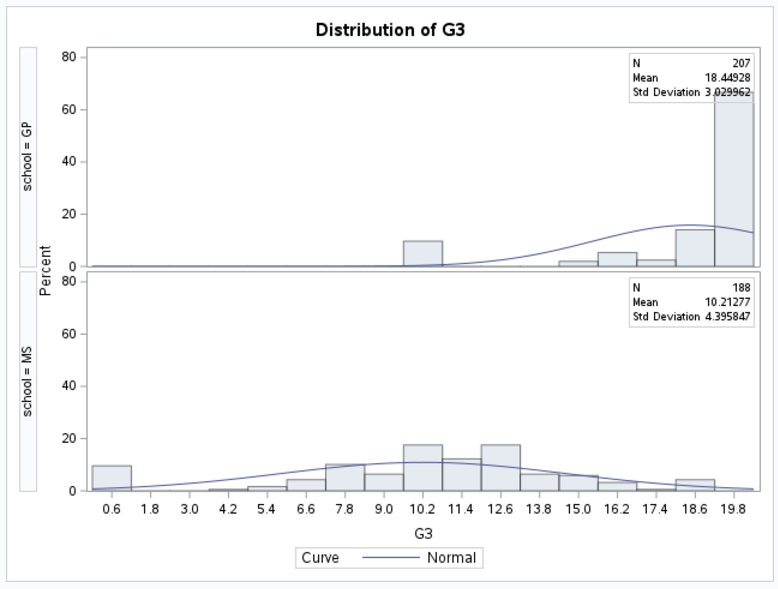 Distribution of G3
school = GP
80
60
40
20
0
N 207
Mean 18.44928
Std Deviation 3.029962
Percent
school = MS
80
60
40
20
0
N 188
Mean 10.21277
Std Deviation 4.395847
0.6 1.8 3.0 4.2 5.4 6.6 7.8 9.0 10.2 11.4 12.6 13.8 15.0 16.2 17.4 18.6 19.8
G3
Curve Normal